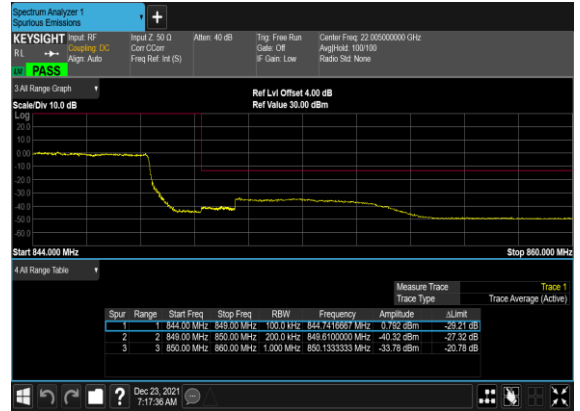 Spectrum Analyzer 1
Spurious Emissions
KEYSIGHT Input: RF Input Z: 50 Ω Atten: 40 dB Trig: Free Run Center Freq: 22.005000000 GHz
RL Coupling: DC Corr CCorr Gate: Off Avg|Hold: 100/100
Align: Auto Freq Ref: Int (S) IF Gain: Low Radio Std: None
LM PASS
3 All Range Graph
Ref Lvl Offset 4.00 dB
Scale/Div 10.0 dB Ref Value 30.00 dBm
Log
20.0
10.0
0.00
-10.0
-20.0
-30.0
-40.0
-50.0
-60.0
Start 844.000 MHz Stop 860.000 MHz
4 All Range Table
Measure Trace Trace 1
Trace Type Trace Average (Active)
Spur Range Start Freq Stop Freq RBW Frequency Amplitude ΔLimit
1 1 844.00 MHz 849.00 MHz 100.0 kHz 844.7416667 MHz 0.792 dBm -29.21 dB
2 2 849.00 MHz 850.00 MHz 200.0 kHz 849.6100000 MHz -40.32 dBm -27.32 dB
3 3 850.00 MHz 860.00 MHz 1.000 MHz 850.1333333 MHz -33.78 dBm -20.78 dB
? Dec 23, 2021
7:17:36 AM